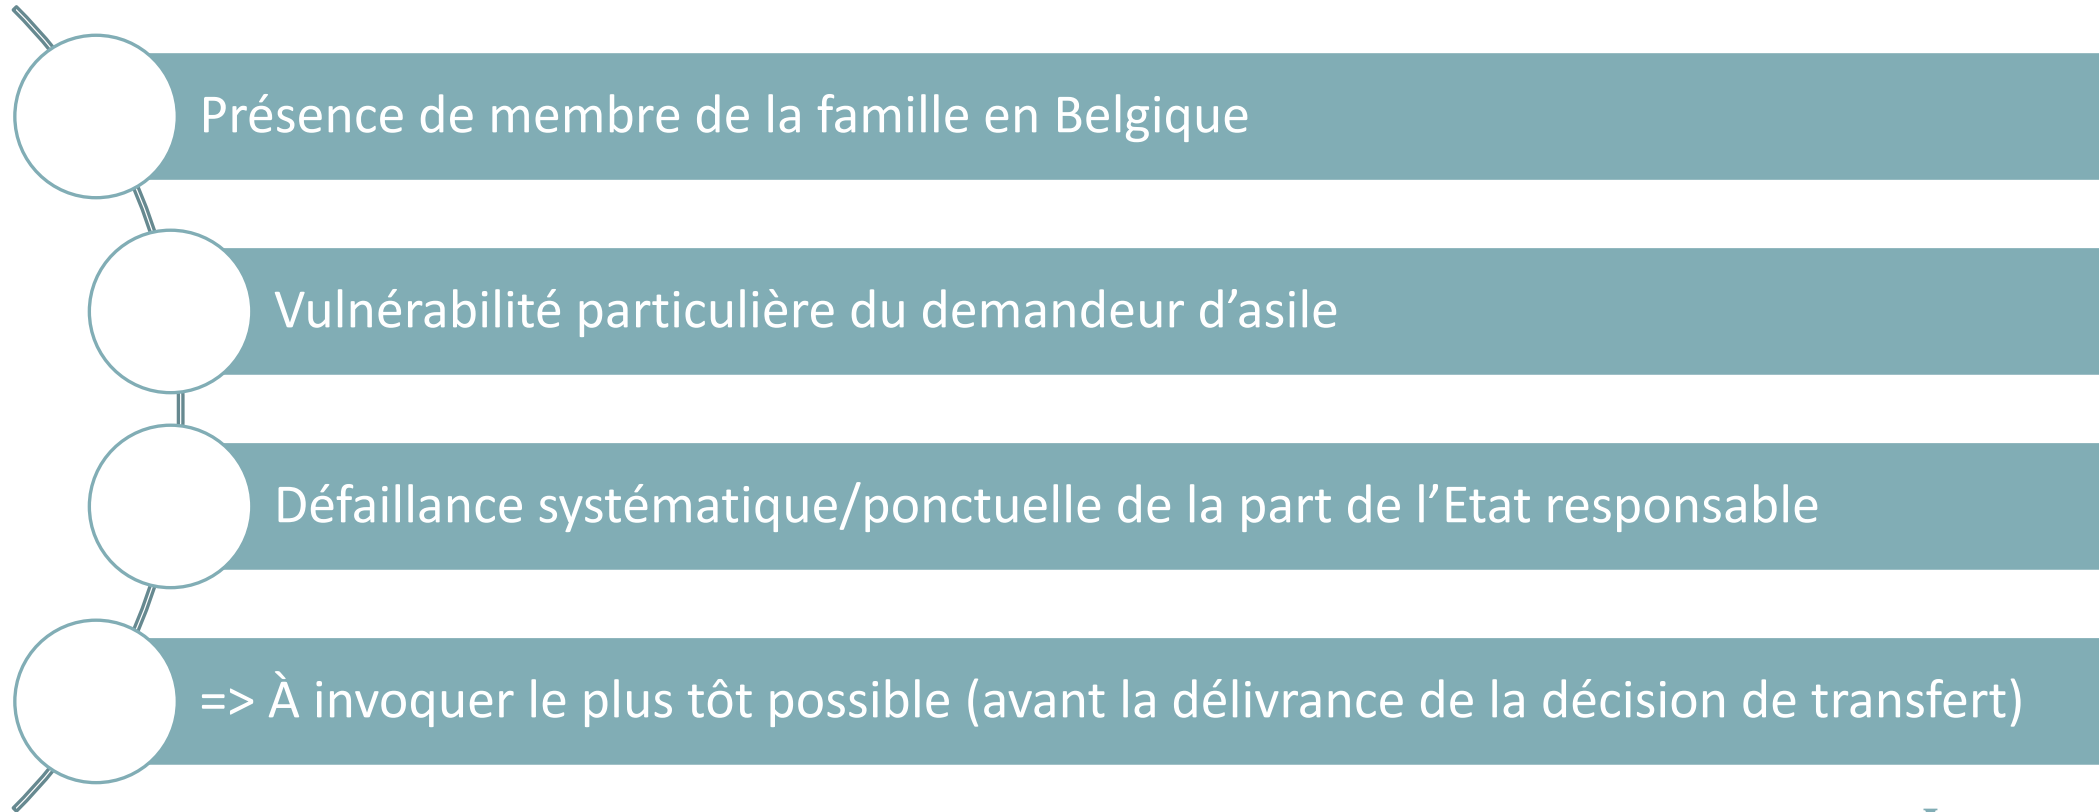 Présence de membre de la famille en Belgique
Vulnérabilité particulière du demandeur d’asile
Défaillance systématique/ponctuelle de la part de l’Etat responsable
=> À invoquer le plus tôt possible (avant la délivrance de la décision de transfert)